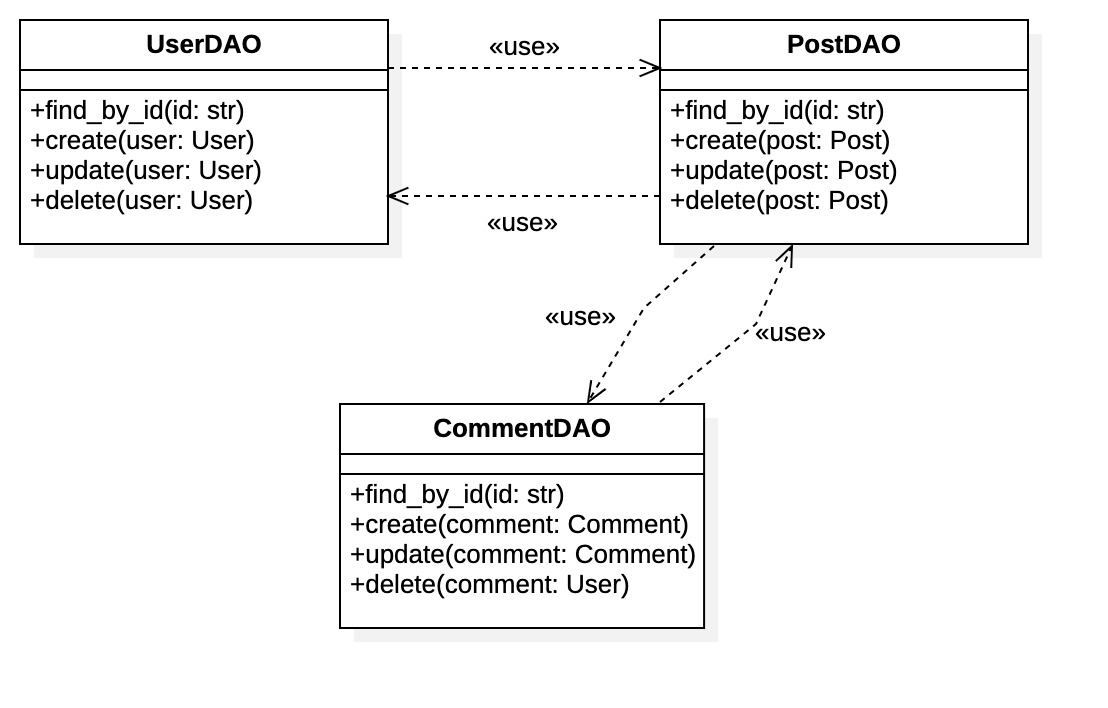 UserDAO
+find_by_id(id: str)
+create(user: User)
+update(user: User)
+delete(user: User)
«use»
«use»
PostDAO
+find_by_id(id: str)
+create(post: Post)
+update(post: Post)
+delete(post: Post)
«use»
«use»
CommentDAO
+find_by_id(id: str)
+create(comment: Comment)
+update(comment: Comment)
+delete(comment: User)